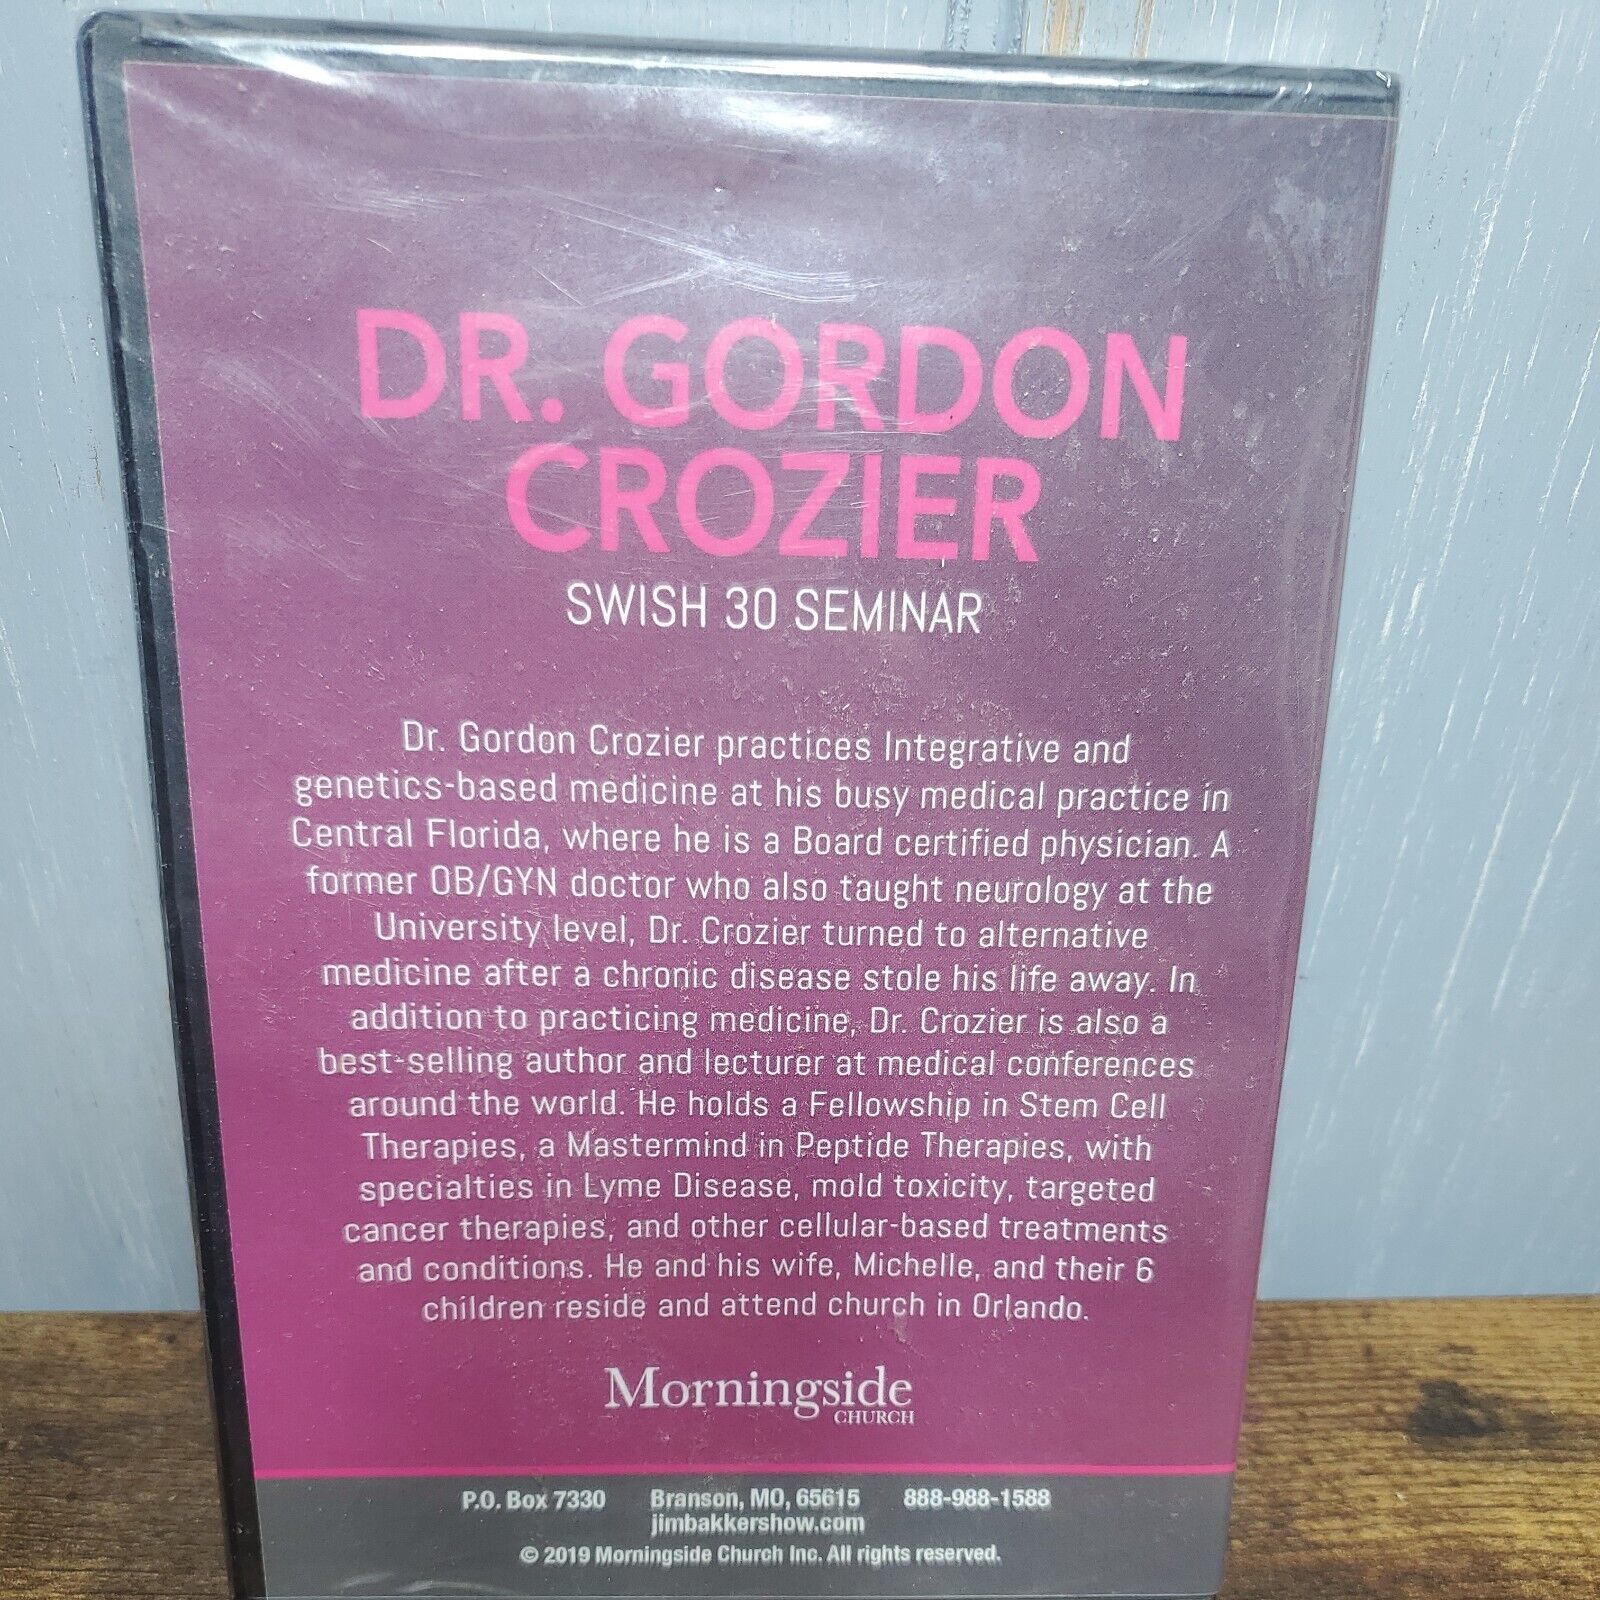 DR. GORDON
CROZIER
SWISH 30 SEMINAR
Dr. Gordon Crozier practices Integrative and
genetics-based medicine at his busy medical practice in
Central Florida, where he is a Board certified physician. A
former OB/GYN doctor who also taught neurology at the
University level, Dr. Crozier turned to alternative
medicine after a chronic disease stole his life away. In
addition to practicing medicine, Dr. Crozier is also a
best-selling author and lecturer at medical conferences
around the world. He holds a Fellowship in Stem Cell
Therapies, a Mastermind in Peptide Therapies, with
specialties in Lyme Disease, mold toxicity, targeted
cancer therapies, and other cellular-based treatments
and conditions. He and his wife, Michelle, and their 6
children reside and attend church in Orlando.
Morningside
CHURCH
P.O. Box 7330 Branson, MO, 65615 888-988-1588
jimbakkershow.com
© 2019 Morningside Church Inc. All rights reserved.